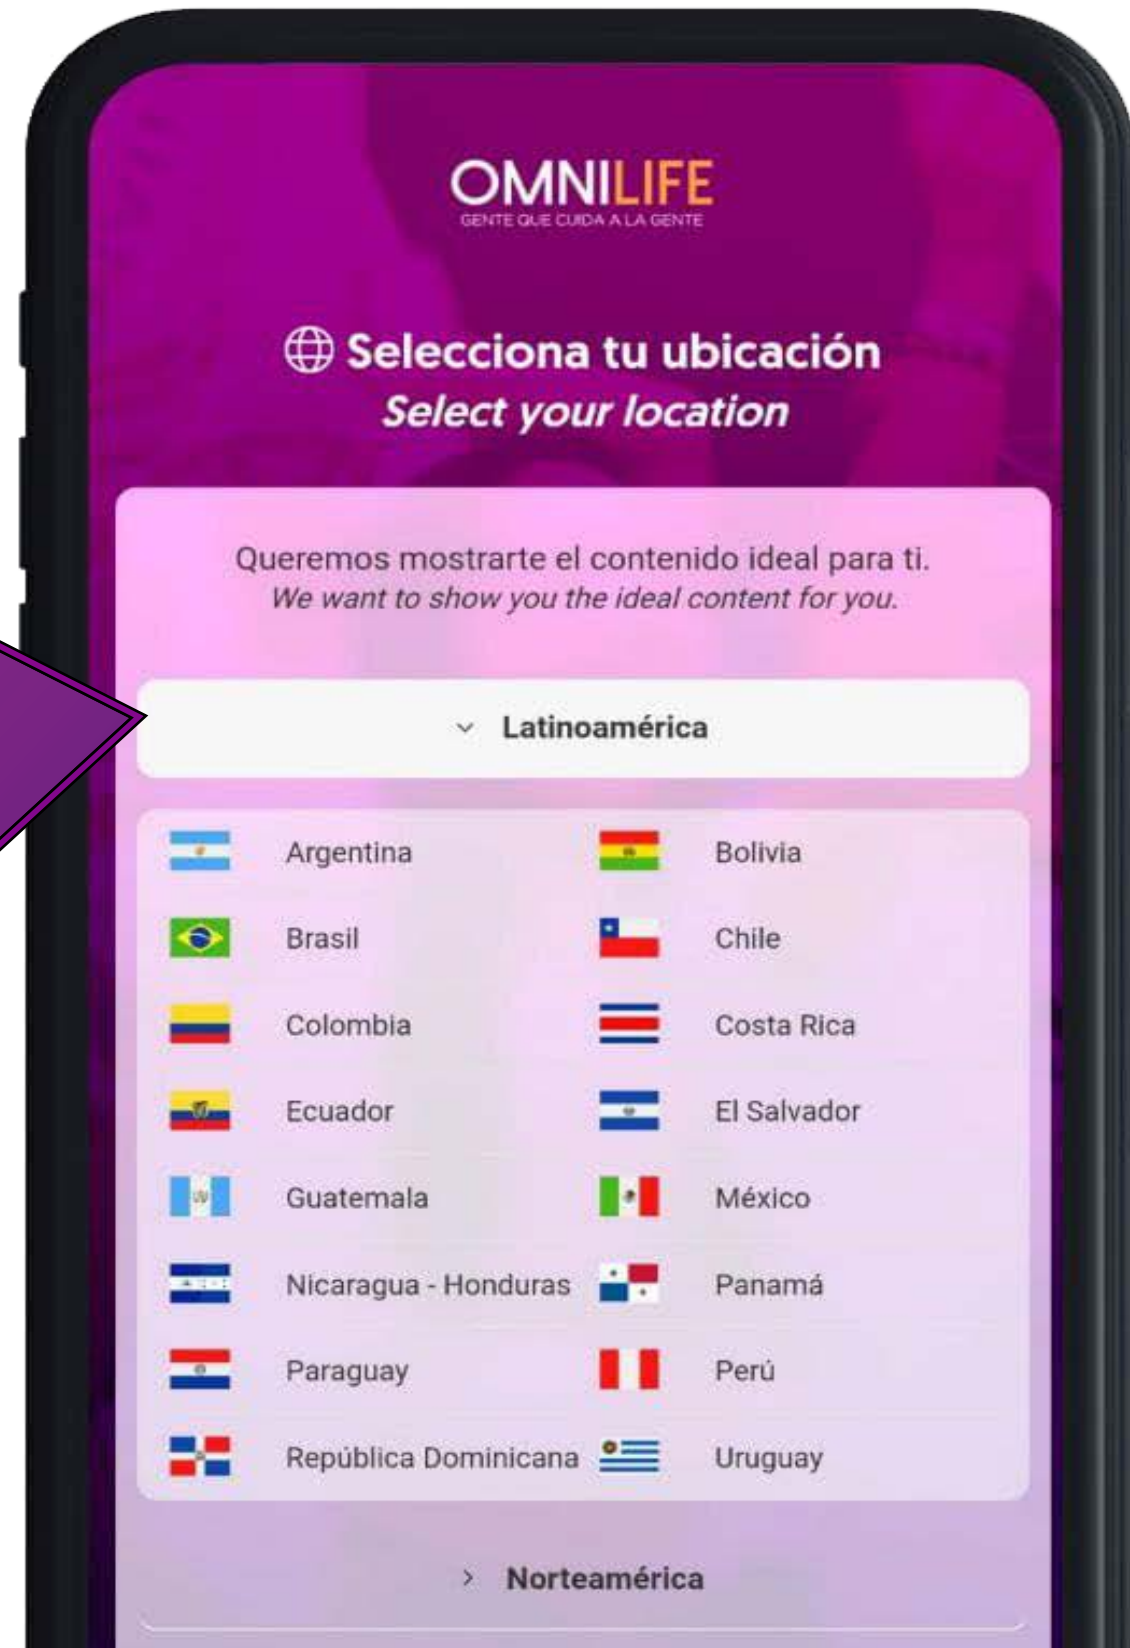 OMNILIFE
GENTE QUE CUIDA A LA GENTE
Selecciona tu ubicación
Select your location
Queremos mostrarte el contenido ideal para ti.
We want to show you the ideal content for you.
Latinoamérica
Argentina Bolivia
Brasil Chile
Colombia Costa Rica
Ecuador El Salvador
Guatemala México
Nicaragua - Honduras Panamá
Paraguay Perú
República Dominicana Uruguay
Norteamérica